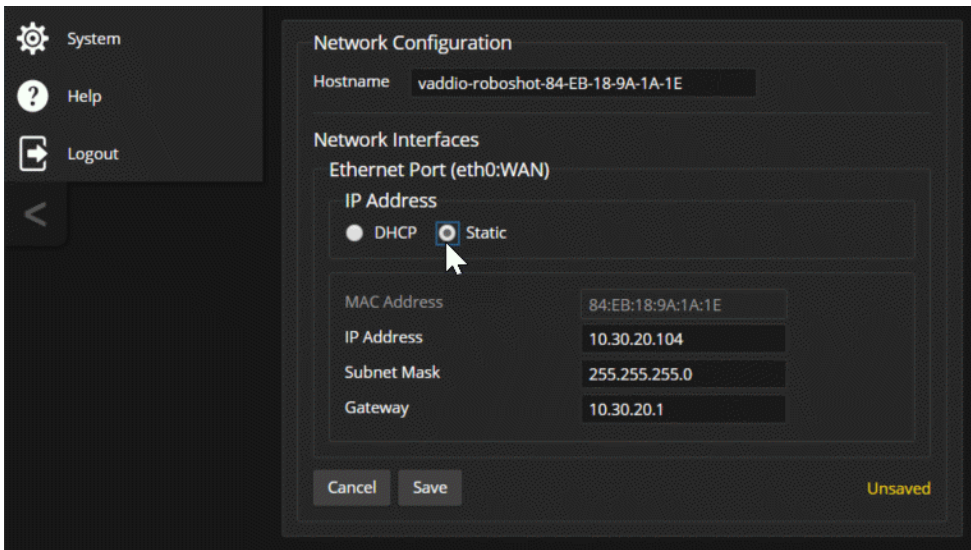 System
Help
Logout
<
Network Configuration
Hostname vaddio-roboshot-84-EB-18-9A-1A-1E
Network Interfaces
Ethernet Port (eth0:WAN)
IP Address
DHCP Static
MAC Address 84:EB:18:9A:1A:1E
IP Address 10.30.20.104
Subnet Mask 255.255.255.0
Gateway 10.30.20.1
Cancel Save Unsaved